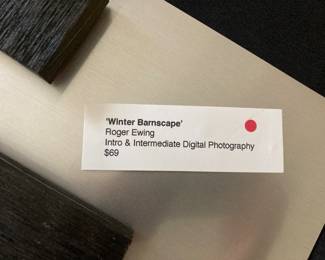 'Winter Barnscape'
Roger Ewing
Intro & Intermediate Digital Photography
$69